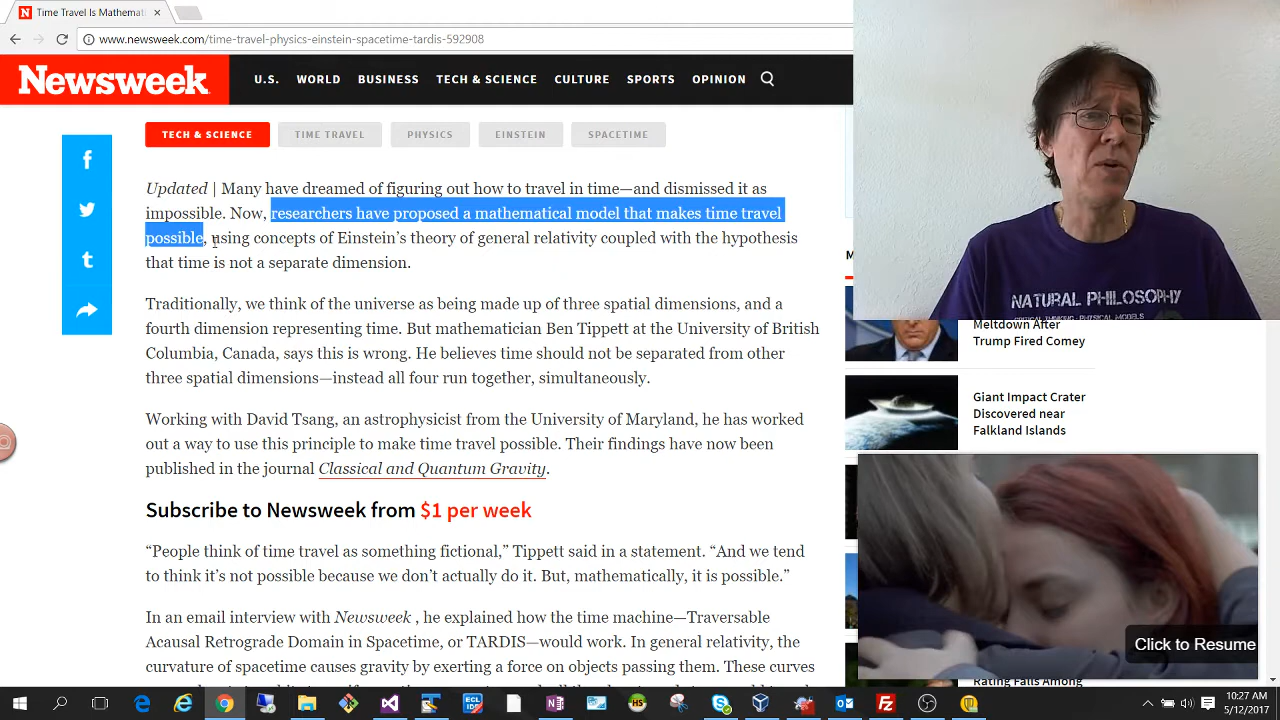 Time Travel Is Mathemati
www.newsweek.com/time-travel-physics-einstein-spacetime-tardis-592908
Newsweek
U.S. WORLD BUSINESS TECH & SCIENCE CULTURE SPORTS OPINION
TECH & SCIENCE TIME TRAVEL PHYSICS EINSTEIN SPACETIME
Updated | Many have dreamed of figuring out how to travel in time—and dismissed it as
impossible. Now, researchers have proposed a mathematical model that makes time travel
possible, using concepts of Einstein’s theory of general relativity coupled with the hypothesis
that time is not a separate dimension.
Traditionally, we think of the universe as being made up of three spatial dimensions, and a
fourth dimension representing time. But mathematician Ben Tippett at the University of British
Columbia, Canada, says this is wrong. He believes time should not be separated from other
three spatial dimensions—instead all four run together, simultaneously.
Working with David Tsang, an astrophysicist from the University of Maryland, he has worked
out a way to use this principle to make time travel possible. Their findings have now been
published in the journal Classical and Quantum Gravity.
Subscribe to Newsweek from $1 per week
“People think of time travel as something fictional,” Tippett said in a statement. “And we tend
to think it’s not possible because we don’t actually do it. But, mathematically, it is possible.”
In an email interview with Newsweek , he explained how the time machine—Traversable
Acausal Retrograde Domain in Spacetime, or TARDIS—would work. In general relativity, the
curvature of spacetime causes gravity by exerting a force on objects passing them. These curves
NATURAL PHILOSOPHY
CRITICAL THINKING · PHYSICAL MODELS
M
Meltdown After
Trump Fired Comey
Giant Impact Crater
Discovered near
Falkland Islands
Click to Resume
Rating Falls Among
10:27 AM
5/12/2017